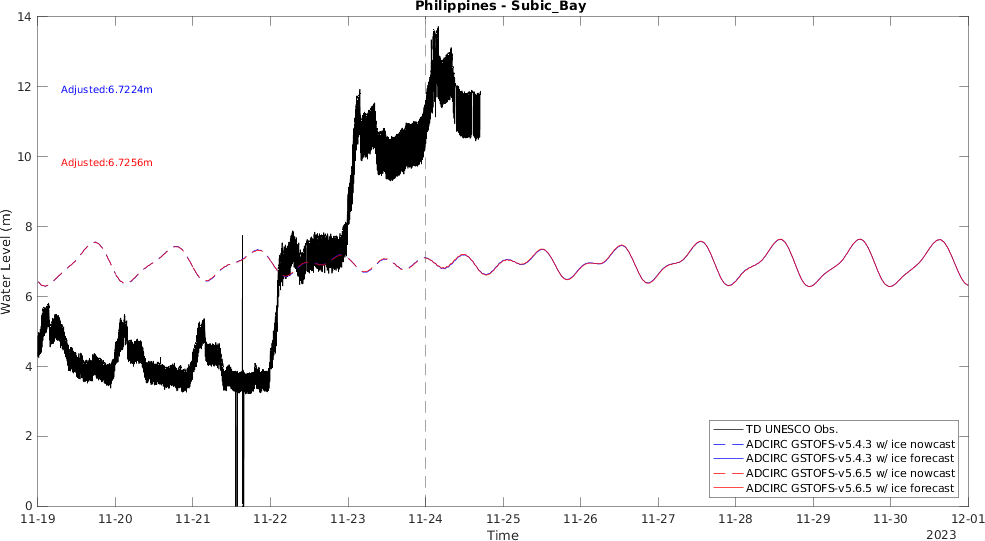 Philippines - Subic_Bay
14
12
10
8
6
4
2
0
Water Level (m)
Adjusted:6.7224m
Adjusted:6.7256m
TD UNESCO Obs.
ADCIRC GSTOFS-v5.4.3 w/ ice nowcast
ADCIRC GSTOFS-v5.4.3 w/ ice forecast
ADCIRC GSTOFS-v5.6.5 w/ ice nowcast
ADCIRC GSTOFS-v5.6.5 w/ ice forecast
11-19 11-20 11-21 11-22 11-23 11-24 11-25 11-26 11-27 11-28 11-29 11-30 12-01
Time
2023